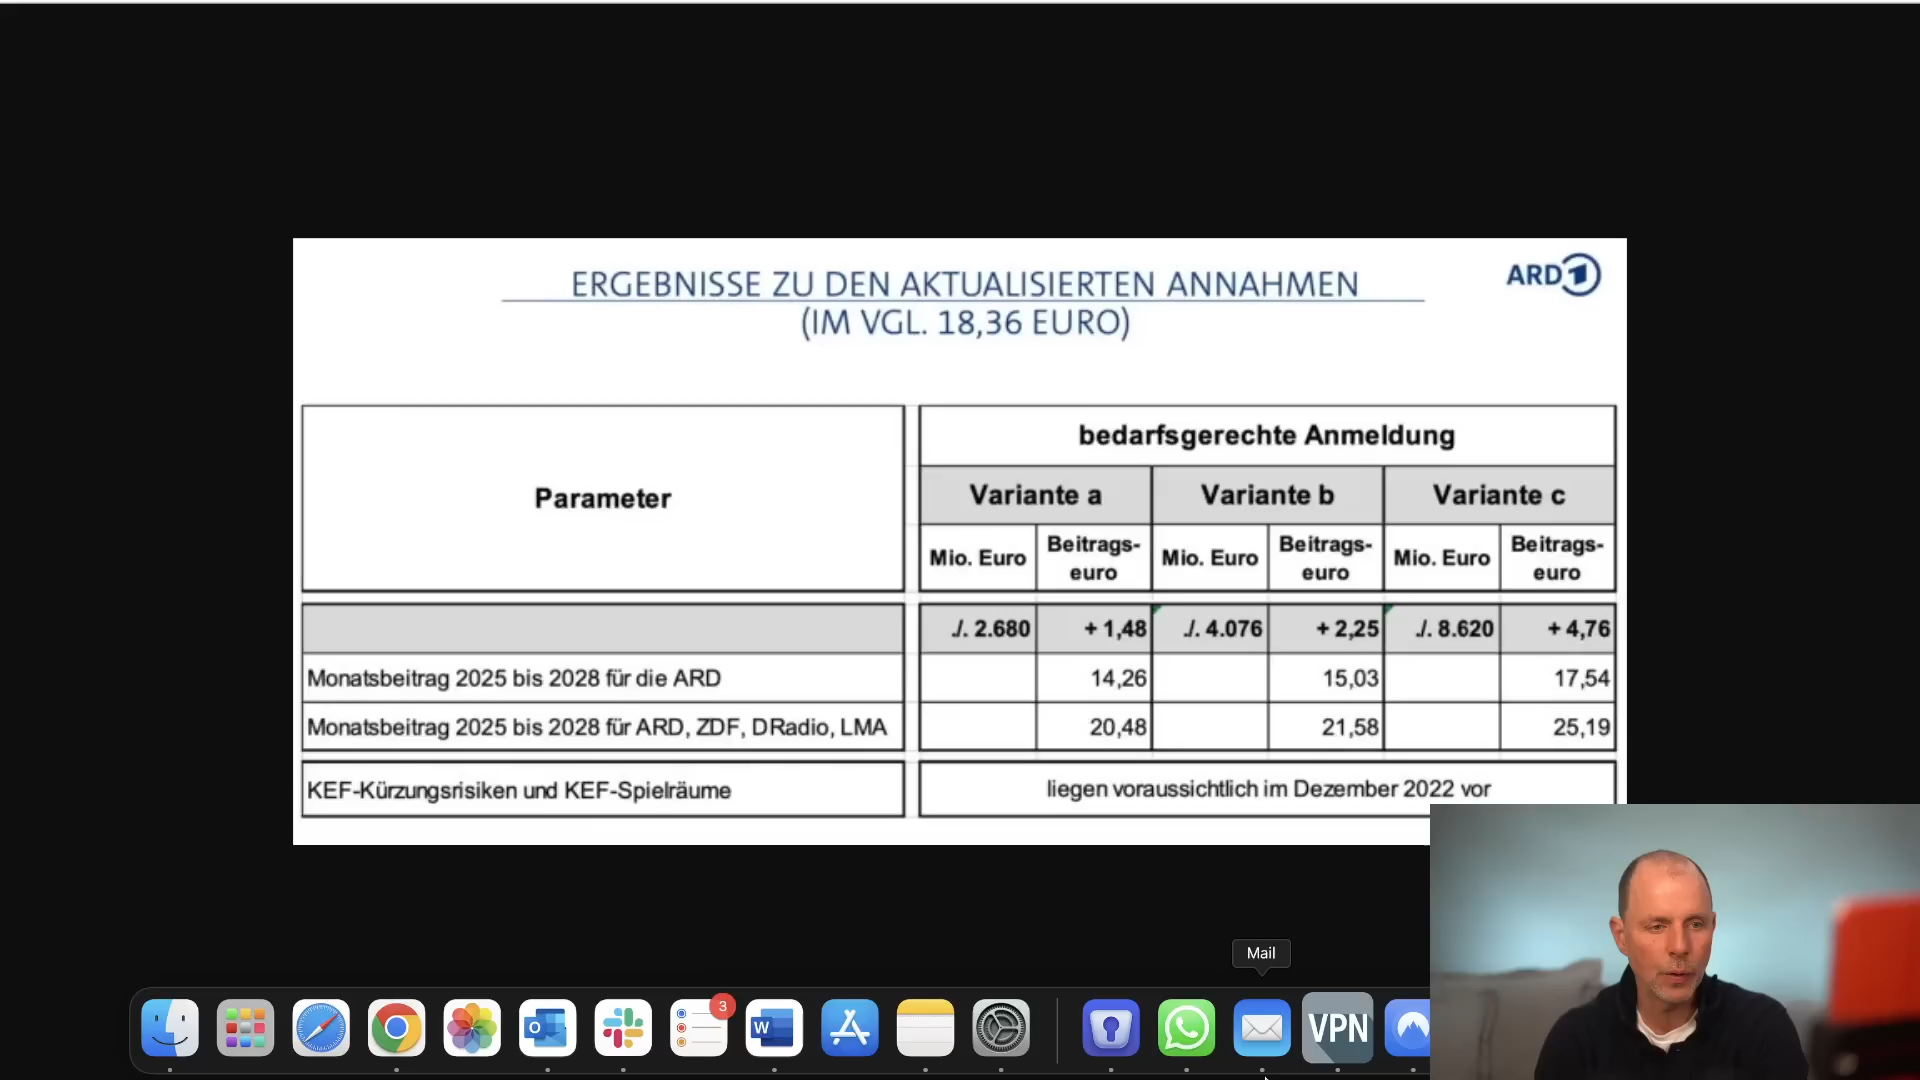 ERGEBNISSE ZU DEN AKTUALISIERTEN ANNAHMEN
(IM VGL. 18,36 EURO)
ARD 1
Parameter
bedarfsgerechte Anmeldung
Variante a Variante b Variante c
Mio. Euro Beitrags-euro Mio. Euro Beitrags-euro Mio. Euro Beitrags-euro
./. 2.680 + 1,48 ./. 4.076 + 2,25 ./. 8.620 + 4,76
Monatsbeitrag 2025 bis 2028 für die ARD 14,26 15,03 17,54
Monatsbeitrag 2025 bis 2028 für ARD, ZDF, DRadio, LMA 20,48 21,58 25,19
KEF-Kürzungsrisiken und KEF-Spielräume liegen voraussichtlich im Dezember 2022 vor
Mail
3
O
W
VPN